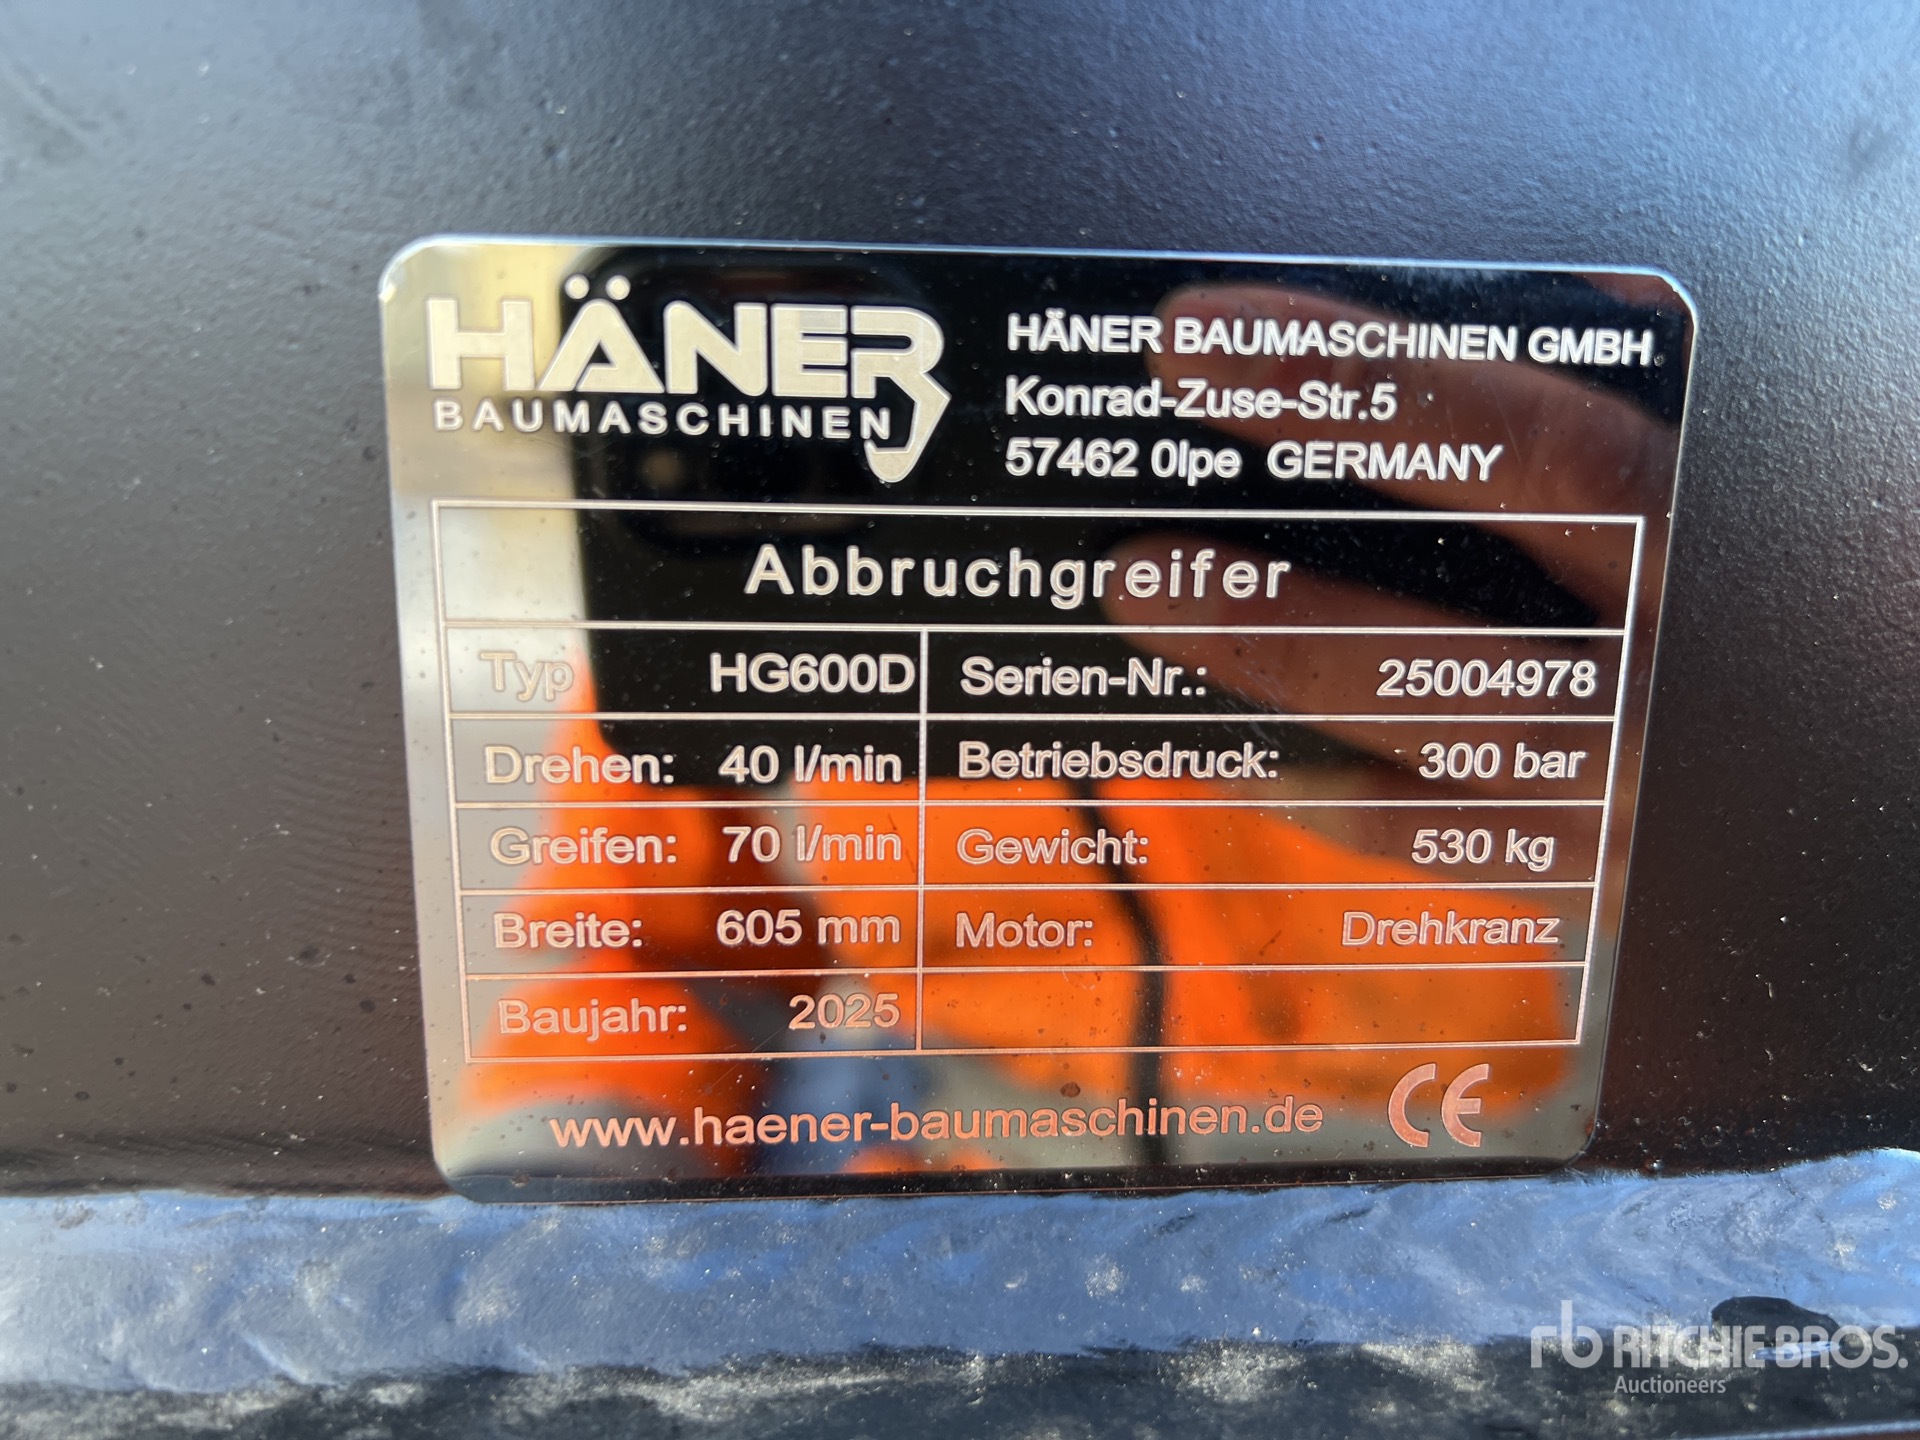 HÄNER
BAUMASCHINEN
HÄNER BAUMASCHINEN GMBH
Konrad-Zuse-Str.5
57462 Olpe GERMANY
Abbruchgreifer
Typ HG600D Serien-Nr.: 25004978
Drehen: 40 l/min Betriebsdruck: 300 bar
Greifen: 70 l/min Gewicht: 530 kg
Breite: 605 mm Motor: Drehkranz
Baujahr: 2025
www.haener-baumaschinen.de CE
rb RITCHIE BROS.
Auctioneers